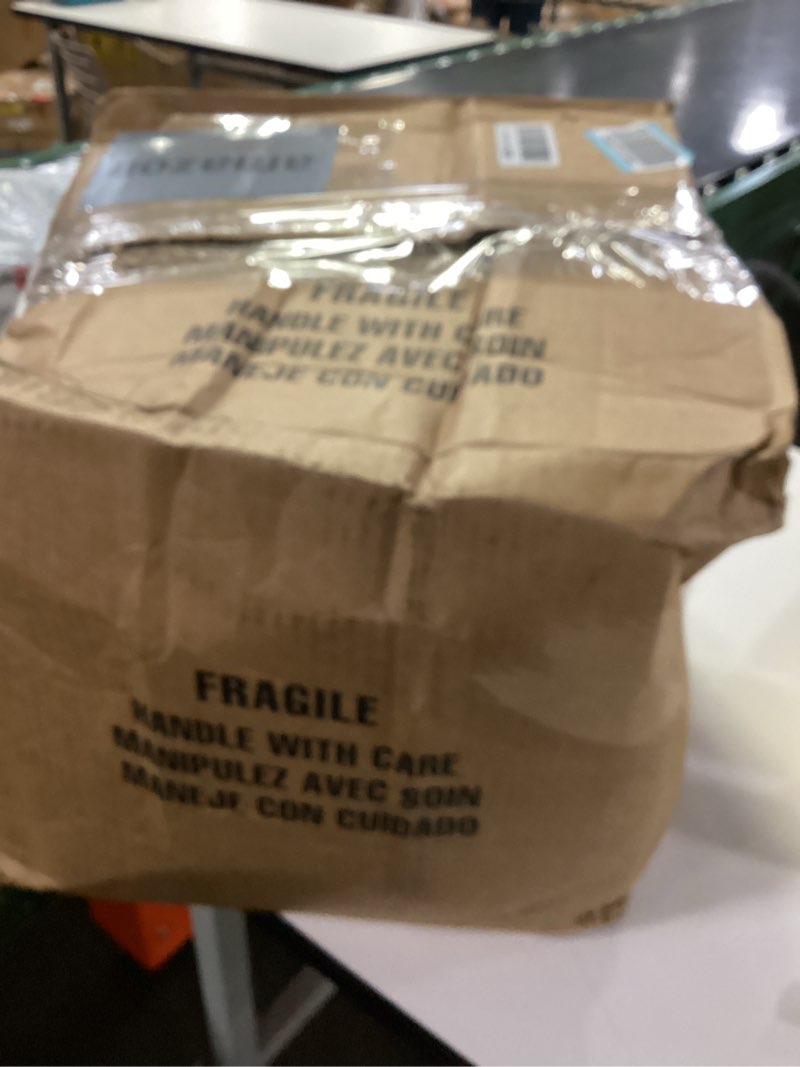 amazon
FRAGILE
HANDLE WITH CARE
MANIPULEZ AVEC SOIN
MANEJE CON CUIDADO
FRAGILE
HANDLE WITH CARE
MANIPULEZ AVEC SOIN
MANEJE CON CUIDADO